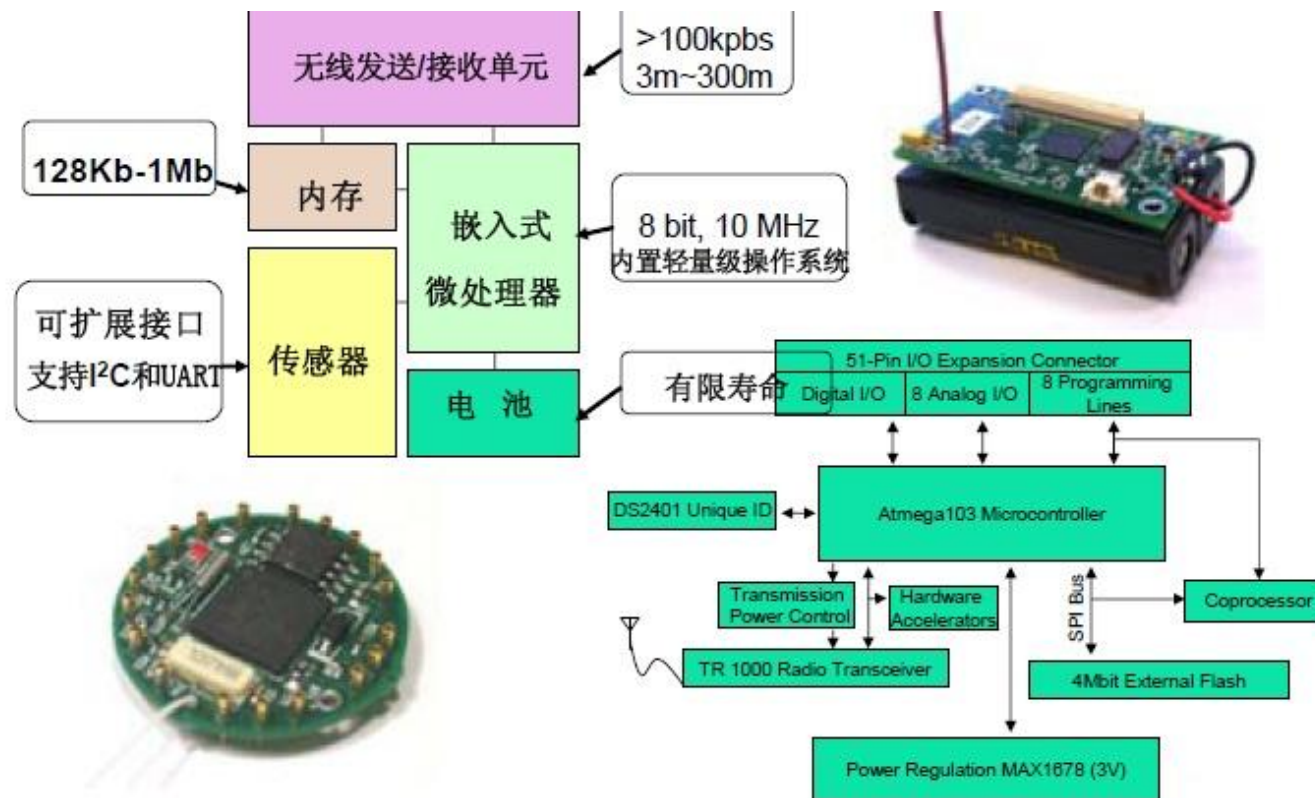 无线发送/接收单元
>100kpbs
3m~300m
128Kb-1Mb
内存
嵌入式
微处理器
8 bit, 10 MHz
内置轻量级操作系统
可扩展接口
支持I²C和UART
传感器
电 池
有限寿命
51-Pin I/O Expansion Connector
Digital I/O
8 Analog I/O
8 Programming
Lines
DS2401 Unique ID
Atmega103 Microcontroller
Transmission
Power Control
Hardware
Accelerators
SPI Bus
Coprocessor
TR 1000 Radio Transceiver
4Mbit External Flash
Power Regulation MAX1678 (3V)